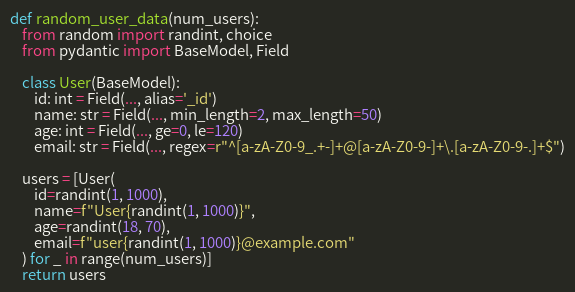 def random_user_data(num_users):
    from random import randint, choice
    from pydantic import BaseModel, Field

    class User(BaseModel):
        id: int = Field(..., alias='_id')
        name: str = Field(..., min_length=2, max_length=50)
        age: int = Field(..., ge=0, le=120)
        email: str = Field(..., regex=r"^[a-zA-Z0-9_.+-]+@[a-zA-Z0-9-]+\.[a-zA-Z0-9-.]+$")

    users = [User(
        id=randint(1, 1000),
        name=f"User{randint(1, 1000)}",
        age=randint(18, 70),
        email=f"user{randint(1, 1000)}@example.com"
    ) for _ in range(num_users)]
    return users